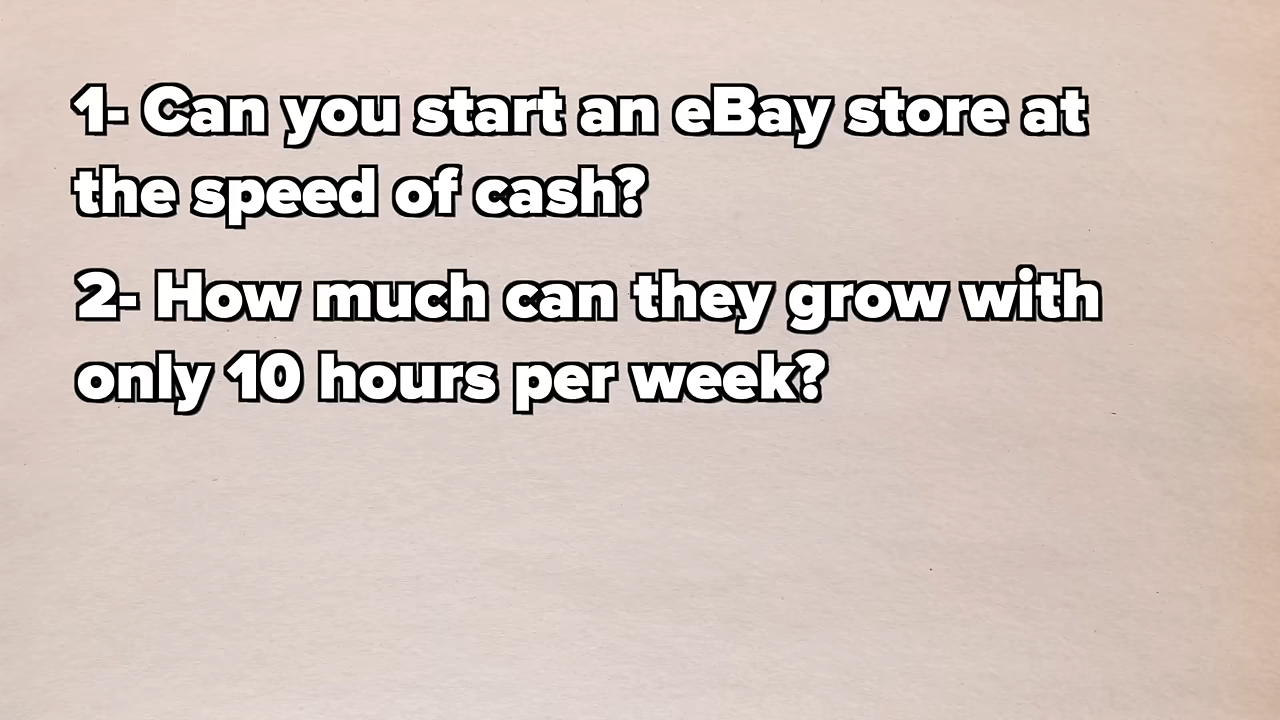 1- Can you start an eBay store at
the speed of cash?
2- How much can they grow with
only 10 hours per week?